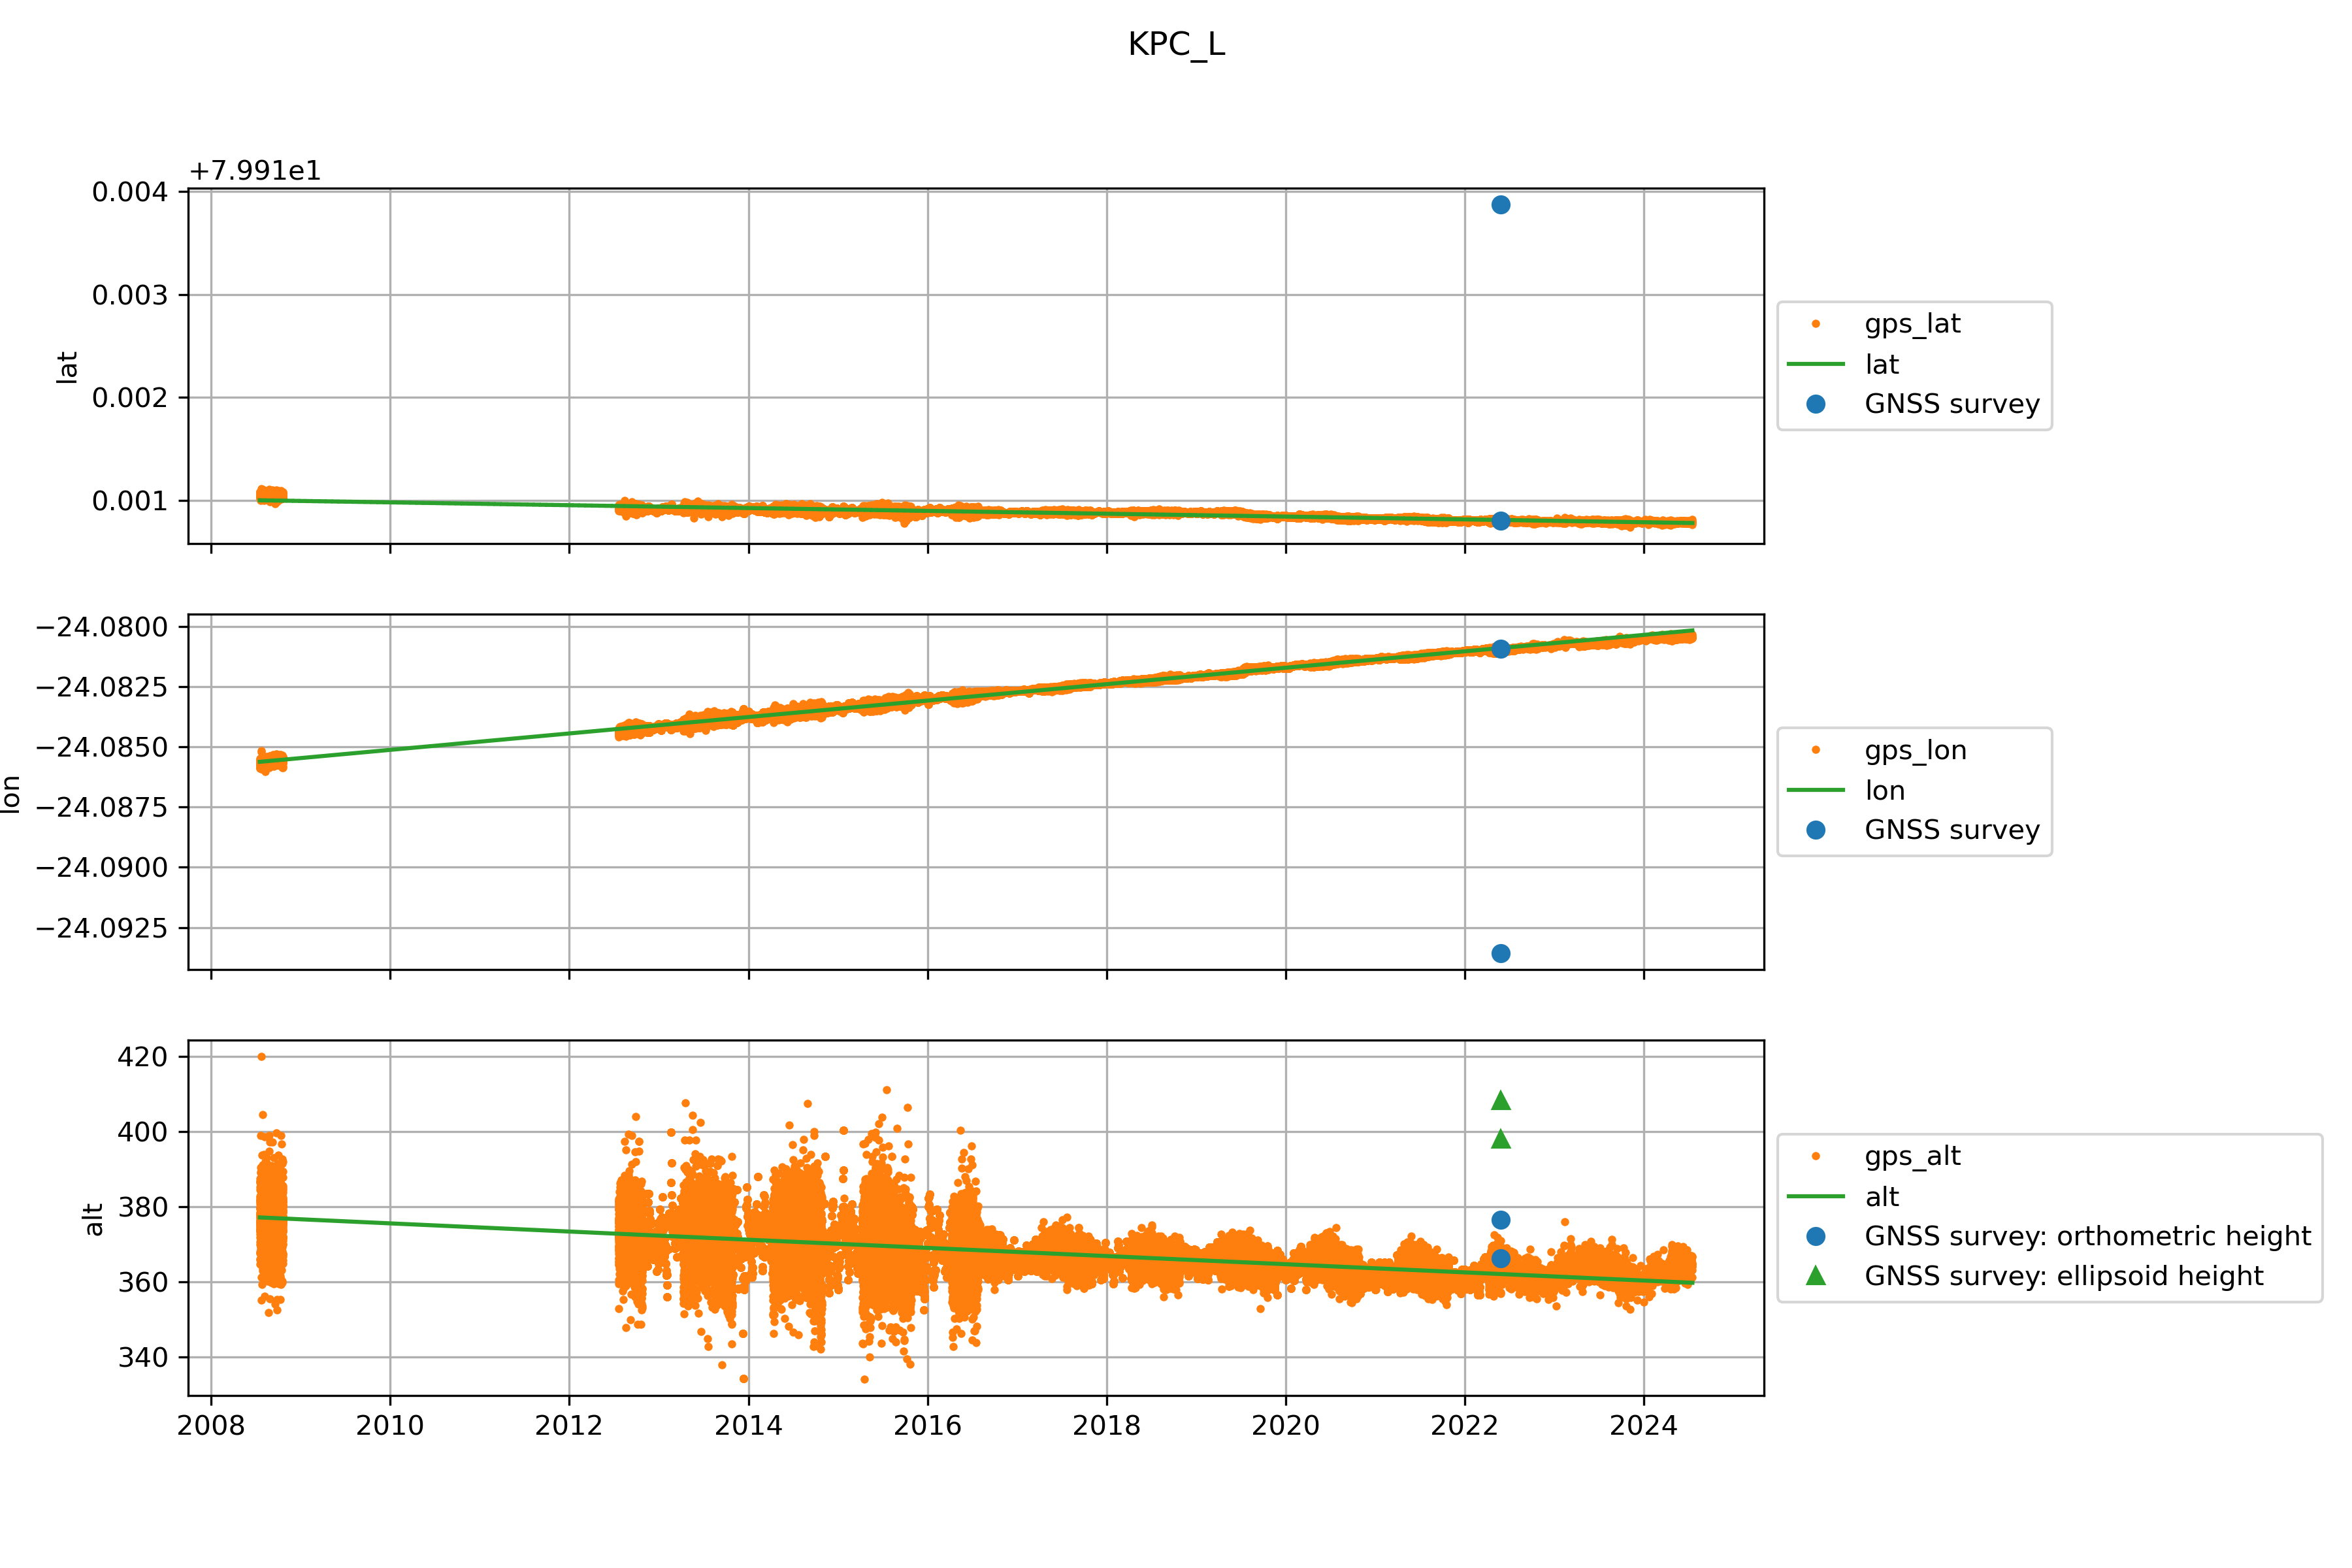 KPC_L
+7.991e1
0.004
0.003
0.002
0.001
lat
gps_lat
lat
GNSS survey
−24.0800
−24.0825
−24.0850
−24.0875
−24.0900
−24.0925
lon
gps_lon
lon
GNSS survey
420
400
380
360
340
alt
gps_alt
alt
GNSS survey: orthometric height
GNSS survey: ellipsoid height
2008 2010 2012 2014 2016 2018 2020 2022 2024